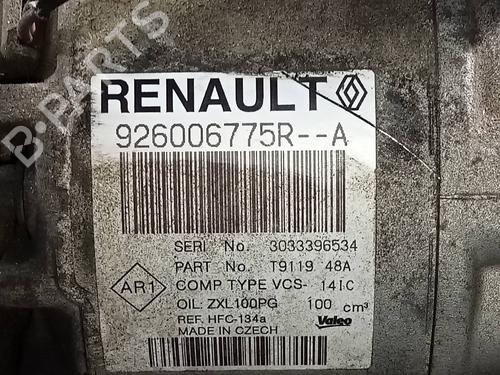 B-PARTS
RENAULT
926006775R--A
SERI No. 3033396534
PART No. T9119 48A
COMP TYPE VCS- 14IC
OIL: ZXL100PG 100 cm³
REF. HFC-134a
MADE IN CZECH
AR1
Valeo